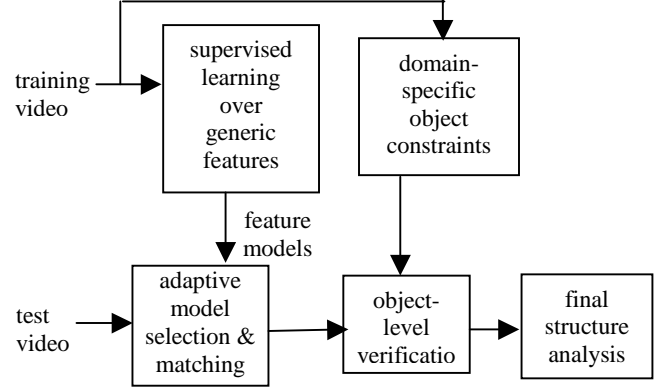 training
video
supervised
learning
over
generic
features
domain-
specific
object
constraints
feature
models
test
video
adaptive
model
selection &
matching
object-
level
verificatio
final
structure
analysis